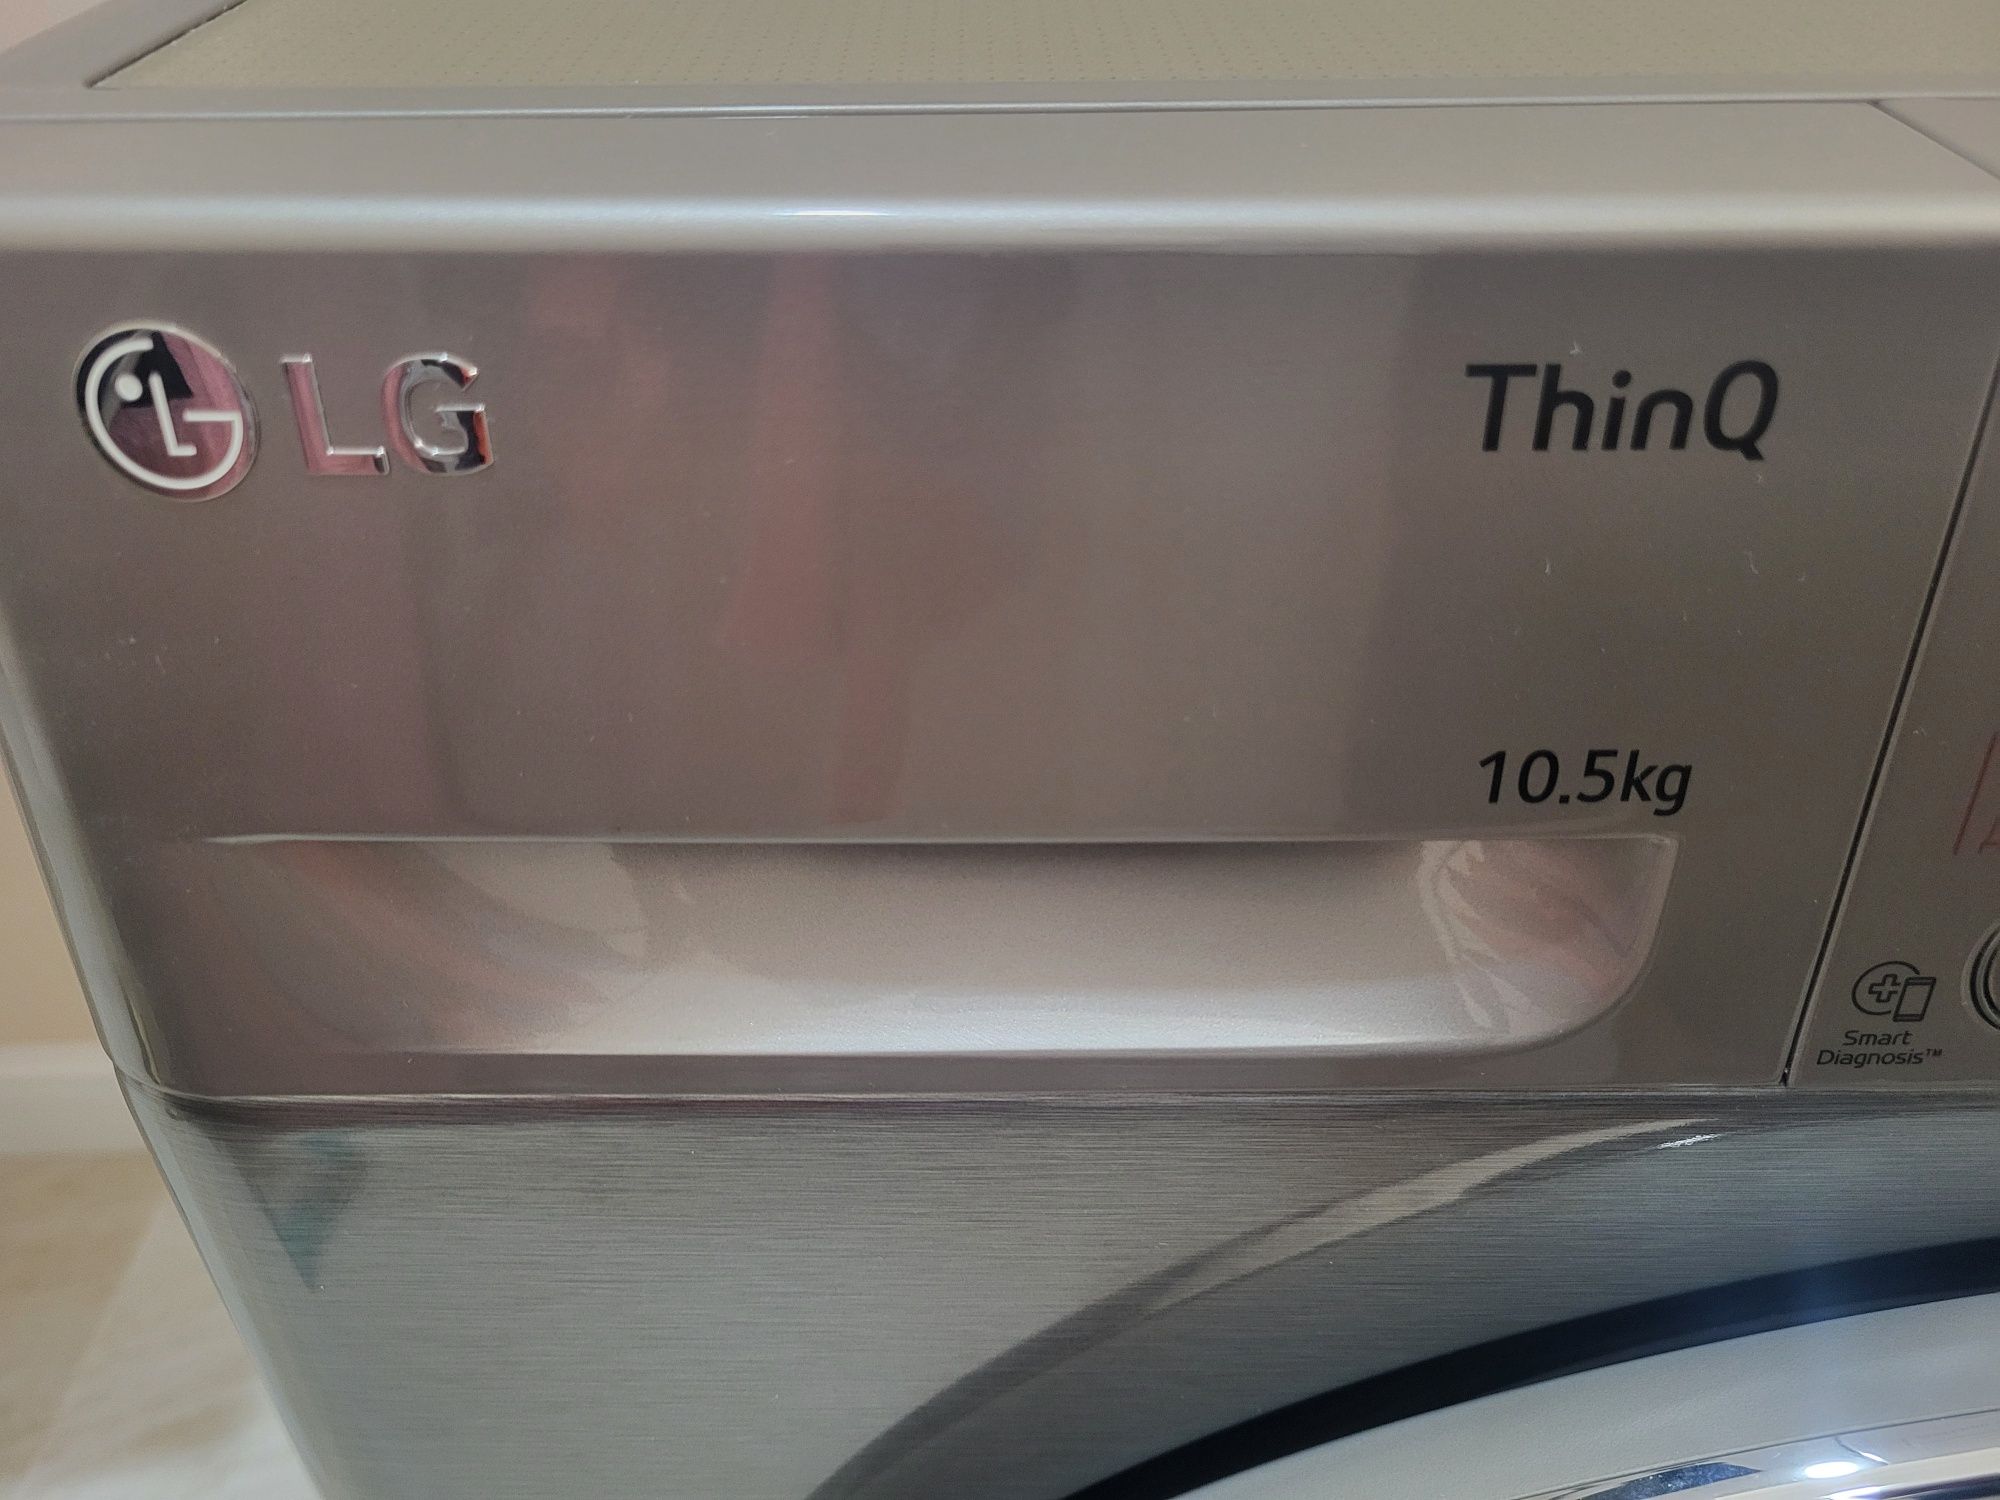 LG
ThinQ
10.5kg
Smart
Diagnosis™